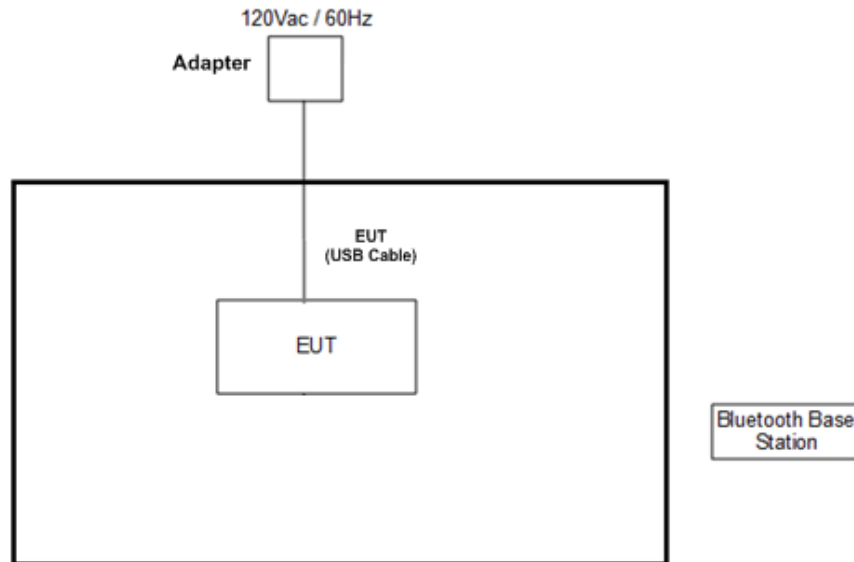 120Vac / 60Hz
Adapter
EUT
(USB Cable)
EUT
Bluetooth Base
Station